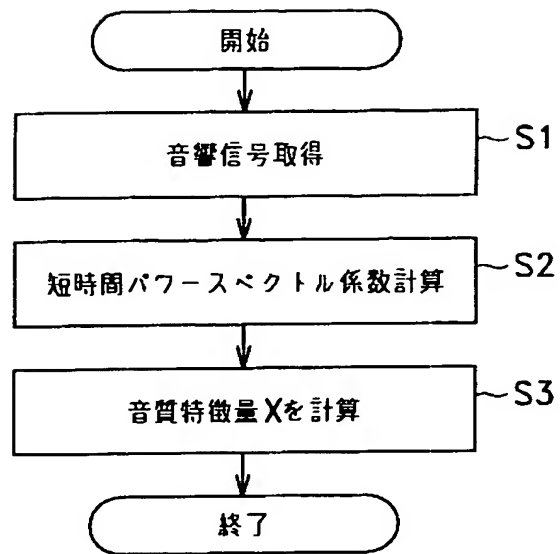 開始
音響信号取得
S1
短時間パワースペクトル係数計算
S2
音質特徴量Xを計算
S3
終了